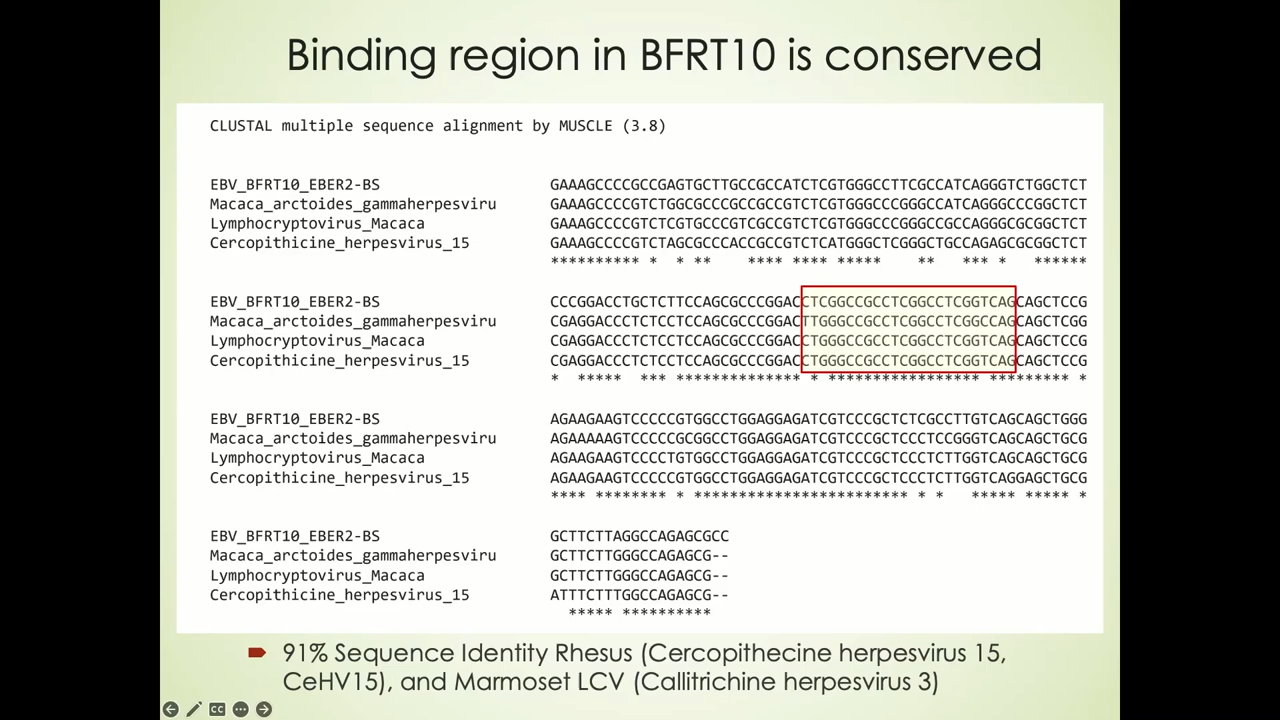 Binding region in BFRT10 is conserved
CLUSTAL multiple sequence alignment by MUSCLE (3.8)
EBV_BFRT10_EBER2-BS GAAAGCCCCGCCGAGTGCTTGCCGCCATCTCGTGGGCCTTCGCCATCAGGGTCTGGCTCT
Macaca_arctoides_gammaherpesviru GAAAGCCCCGTCTGGCGCCCGCCGCCGTCTCGTGGGCCCGGGCCATCAGGGCCCGGCTCT
Lymphocryptovirus_Macaca GAAAGCCCCGTCTCGTGCCCGTCGCCGTCTCGTGGGCCCGGGCCGCCAGGGCGCGGCTCT
Cercopithicine_herpesvirus_15 GAAAGCCCCGTCTAGCGCCCACCGCCGTCTCATGGGCTCGGGCTGCCAGAGCGCGGCTCT
********** *  * **    **** **** *****    **   *** *   ******
EBV_BFRT10_EBER2-BS CCCGGACCTGCTCTTCCAGCGCCCGGACCTCGGCCGCCTCGGCCTCGGTCAGCAGCTCCG
Macaca_arctoides_gammaherpesviru CGAGGACCCTCTCCTCCAGCGCCCGGACTTGGGCCGCCTCGGCCTCGGCCAGCAGCTCGG
Lymphocryptovirus_Macaca CGAGGACCCTCTCCTCCAGCGCCCGGACCTGGGCCGCCTCGGCCTCGGTCAGCAGCTCCG
Cercopithicine_herpesvirus_15 CGAGGACCCTCTCCTCCAGCGCCCGGACCTGGGCCGCCTCGGCCTCGGTCAGCAGCTCCG
*  *****  *** ************** * ***************** ********* *
EBV_BFRT10_EBER2-BS AGAAGAAGTCCCCCGTGGCCTGGAGGAGATCGTCCCGCTCTCGCCTTGTCAGCAGCTGGG
Macaca_arctoides_gammaherpesviru AGAAAAAGTCCCCCGCGGCCTGGAGGAGATCGTCCCGCTCCCTCCGGGTCAGCAGCTGCG
Lymphocryptovirus_Macaca AGAAGAAGTCCCCTGTGGCCTGGAGGAGATCGTCCCGCTCCCTCTTGGTCAGCAGCTGCG
Cercopithicine_herpesvirus_15 AGAAGAAGTCCCCCGTGGCCTGGAGGAGATCGTCCCGCTCCCTCTTGGTCAGGAGCTGCG
**** ******** * ************************ * *   ***** ***** *
EBV_BFRT10_EBER2-BS GCTTCTTAGGCCAGAGCGCC
Macaca_arctoides_gammaherpesviru GCTTCTTGGGCCAGAGCG--
Lymphocryptovirus_Macaca GCTTCTTGGGCCAGAGCG--
Cercopithicine_herpesvirus_15 ATTTCTTTGGCCAGAGCG--
***** **********
91% Sequence Identity Rhesus (Cercopithecine herpesvirus 15,
CeHV15), and Marmoset LCV (Callitrichine herpesvirus 3)
CC